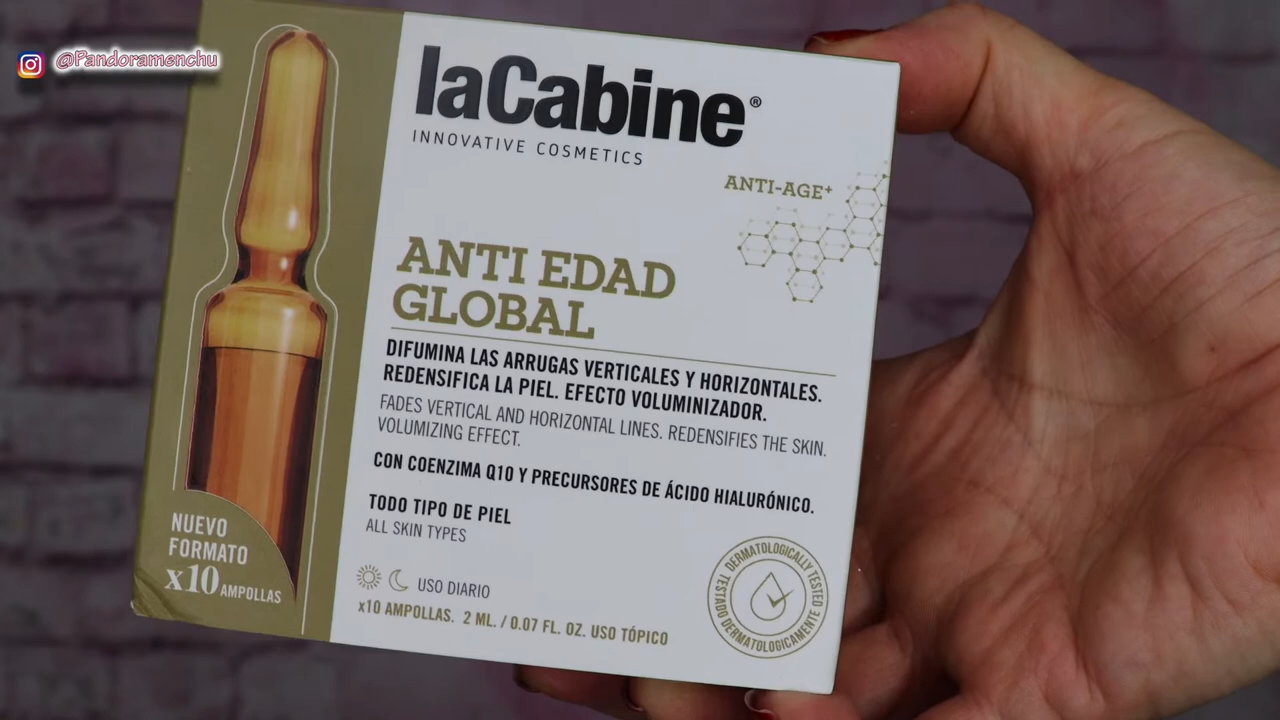 @Pandoramenchu
laCabine®
INNOVATIVE COSMETICS
ANTI-AGE+
ANTI EDAD
GLOBAL
DIFUMINA LAS ARRUGAS VERTICALES Y HORIZONTALES.
REDENSIFICA LA PIEL. EFECTO VOLUMINIZADOR.
FADES VERTICAL AND HORIZONTAL LINES. REDENSIFIES THE SKIN.
VOLUMIZING EFFECT.
CON COENZIMA Q10 Y PRECURSORES DE ÁCIDO HIALURÓNICO.
TODO TIPO DE PIEL
ALL SKIN TYPES
USO DIARIO
x10 AMPOLLAS. 2 ML. / 0.07 FL. OZ. USO TÓPICO
NUEVO
FORMATO
x10 AMPOLLAS
DERMATOLOGICALLY TESTED
TESTADO DERMATOLOGICAMENTE